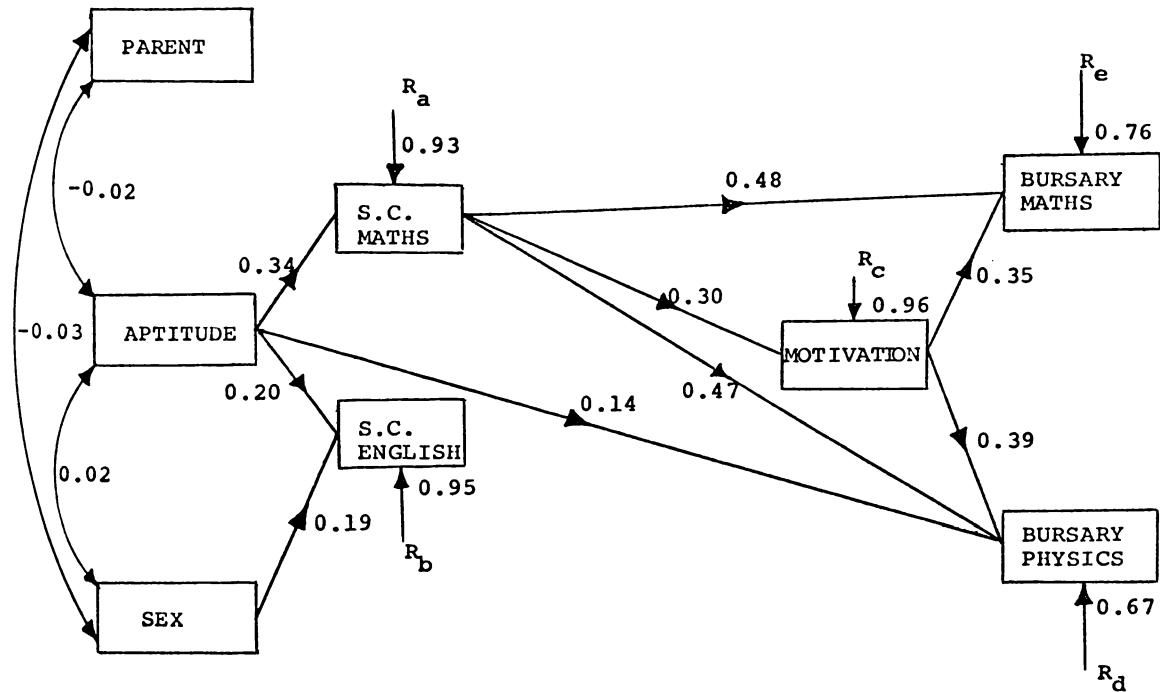 PARENT
R_e
R_a
0.76
0.93
BURSARY
MATHS
0.48
-0.02
S.C.
MATHS
0.34
R_c
0.35
0.30
0.96
-0.03
APTITUDE
MOTIVATION
0.47
0.20
0.14
S.C.
ENGLISH
0.39
0.02
0.95
0.19
R_b
BURSARY
PHYSICS
SEX
0.67
R_d